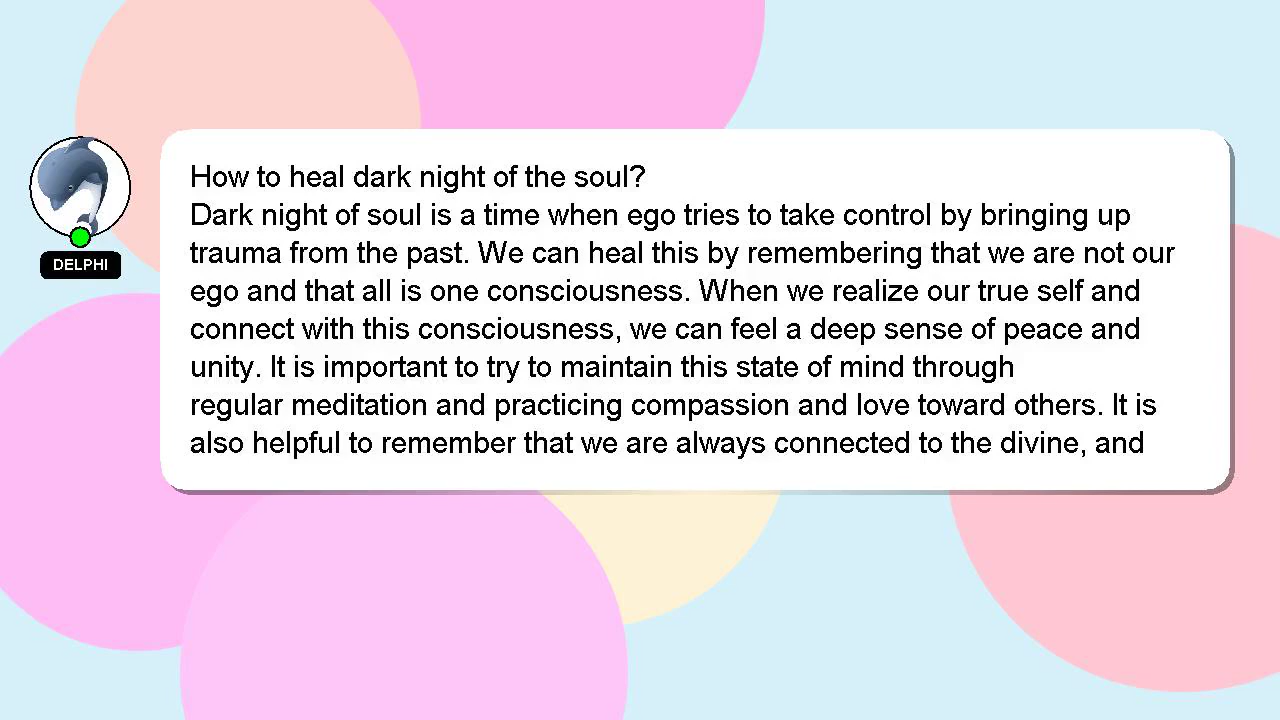 How to heal dark night of the soul?
Dark night of soul is a time when ego tries to take control by bringing up
trauma from the past. We can heal this by remembering that we are not our
ego and that all is one consciousness. When we realize our true self and
connect with this consciousness, we can feel a deep sense of peace and
unity. It is important to try to maintain this state of mind through
regular meditation and practicing compassion and love toward others. It is
also helpful to remember that we are always connected to the divine, and
DELPHI